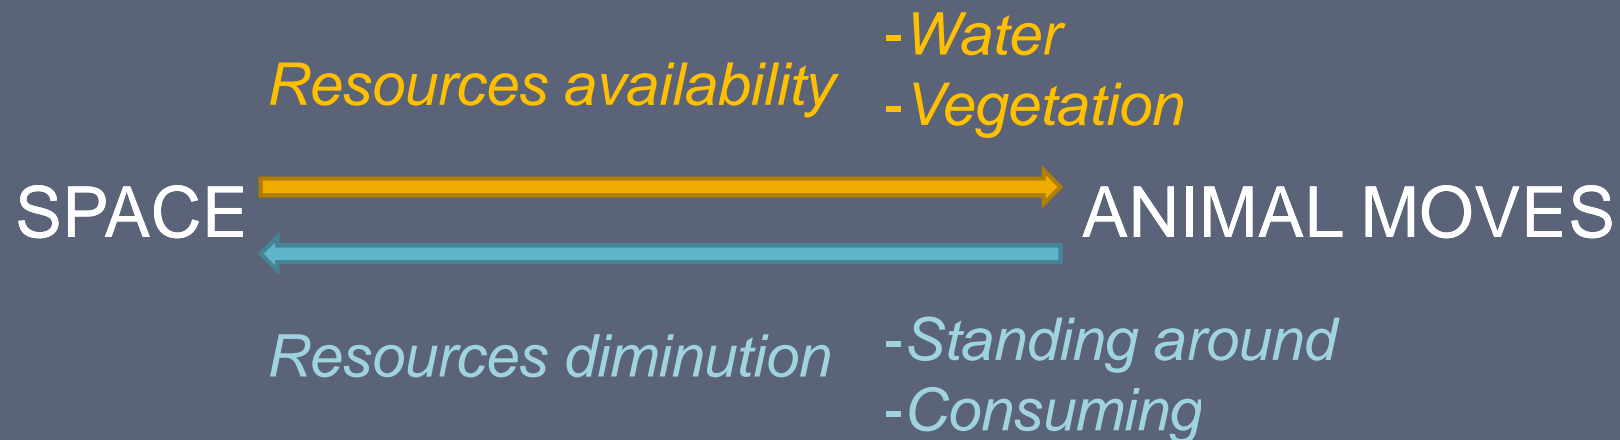 Resources availability
-Water
-Vegetation
SPACE
ANIMAL MOVES
Resources diminution
-Standing around
-Consuming